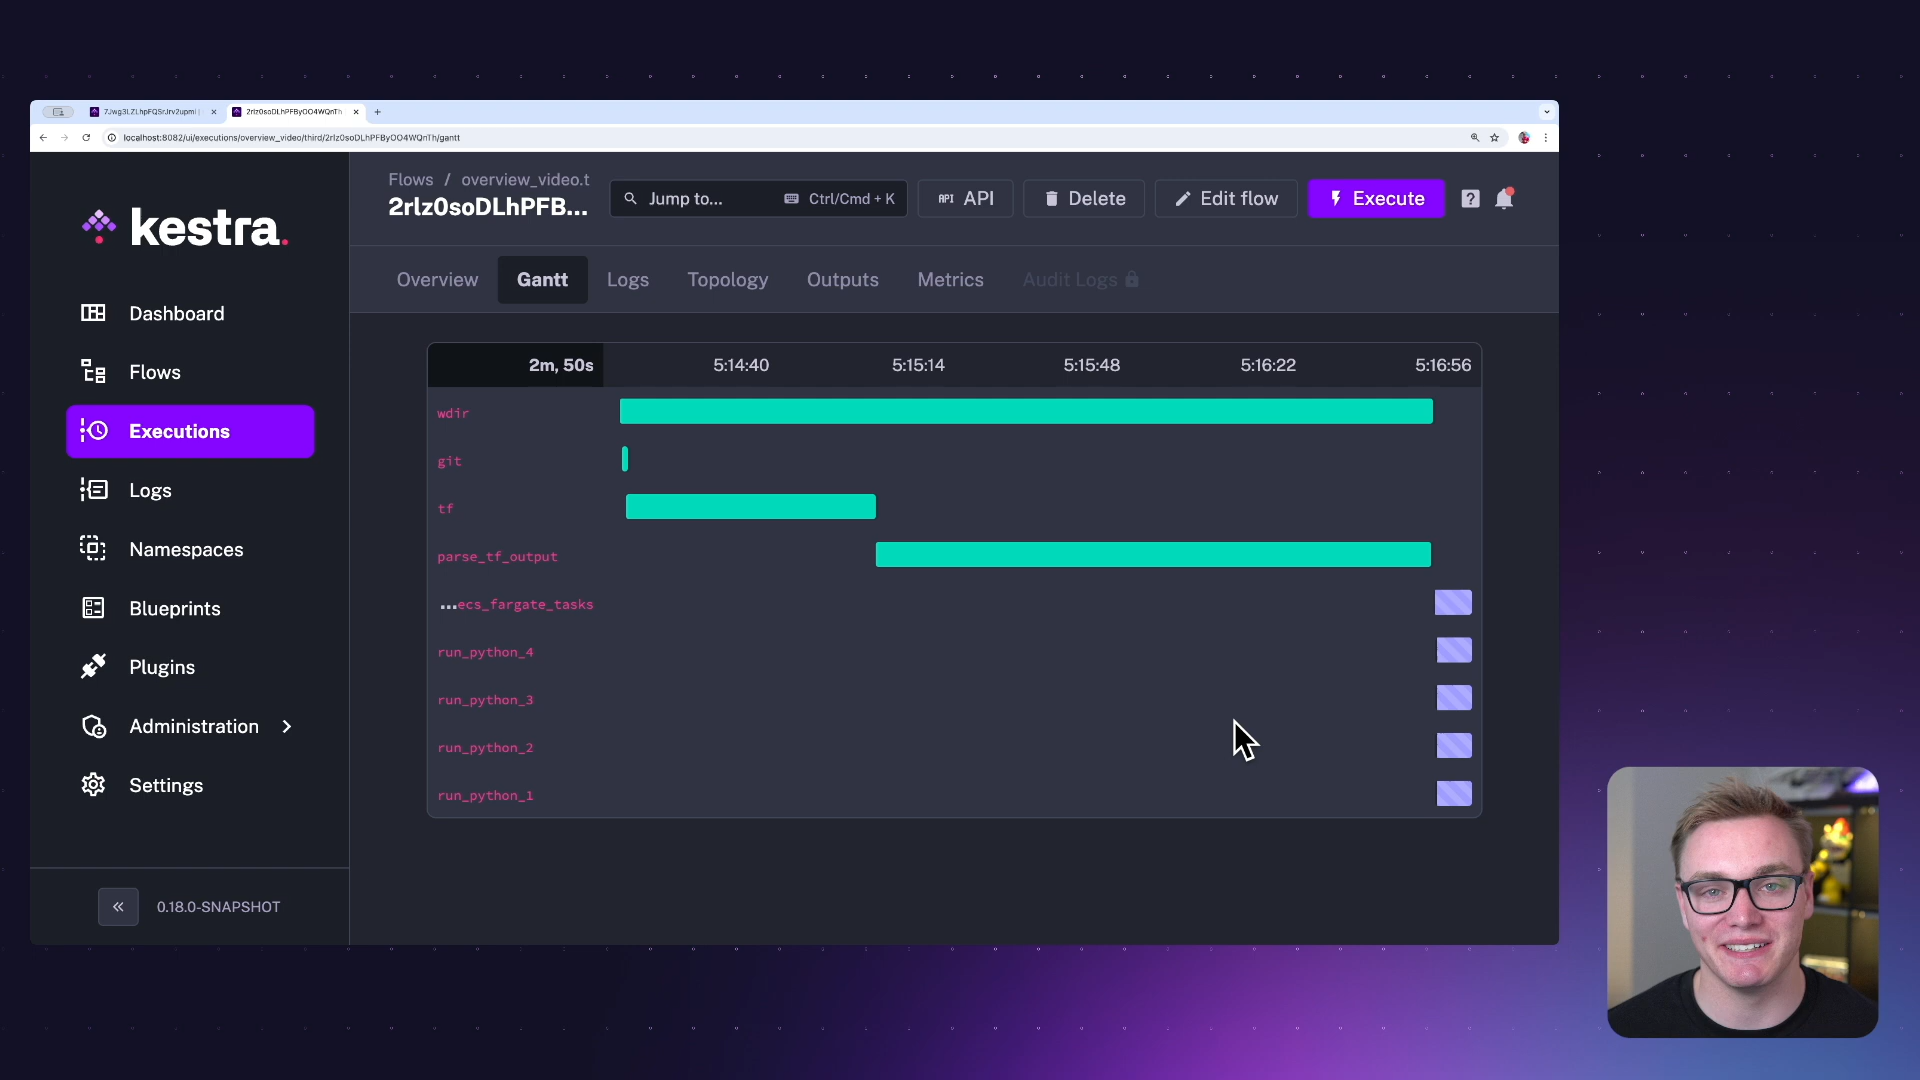 7Jwg3LZLhpFQSrJrv2upml |
2rlz0soDLhPFByOO4WQnTh
localhost:8082/ui/executions/overview_video/third/2rlz0soDLhPFByOO4WQnTh/gantt
kestra.
Flows / overview_video.t
2rlz0soDLhPFB...
Jump to... Ctrl/Cmd + K
API API
Delete
Edit flow
Execute
Overview
Gantt
Logs
Topology
Outputs
Metrics
Audit Logs
Dashboard
Flows
Executions
Logs
Namespaces
Blueprints
Plugins
Administration
Settings
0.18.0-SNAPSHOT
2m, 50s 5:14:40 5:15:14 5:15:48 5:16:22 5:16:56
wdir
git
tf
parse_tf_output
...ecs_fargate_tasks
run_python_4
run_python_3
run_python_2
run_python_1